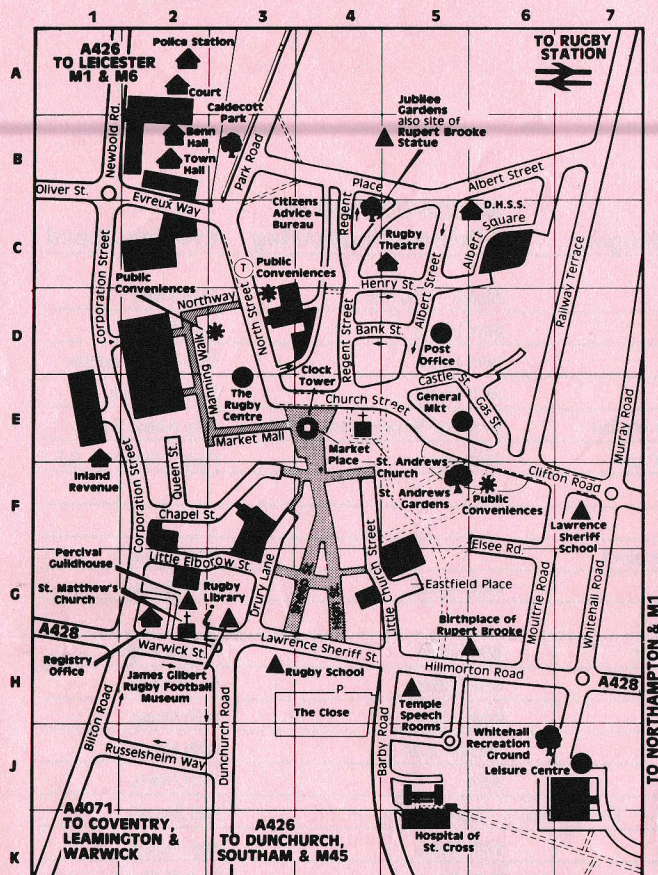 1 2 3 4 5 6 7
A
B
C
D
E
F
G
H
J
K
A426
TO LEICESTER
M1 & M6
Police Station
Court
Caldecott
Park
Benn
Hall
Town
Hall
Newbold Rd.
Park Road
TO RUGBY
STATION
Jubilee
Gardens
also site of
Rupert Brooke
Statue
Oliver St.
Evreux Way
Citizens
Advice
Bureau
Regent
Place
Albert Street
D.H.S.S.
Albert Square
Rugby
Theatre
Corporation Street
Public
Conveniences
T
Public
Conveniences
Northway
North Street
Henry St.
Albert Street
Railway Terrace
Manning Walk
Regent Street
Bank St.
Post
Office
Clock
Tower
Castle St.
Gas St.
General
Mkt
The
Rugby
Centre
Church Street
Market Mall
Market
Place
St. Andrews
Church
Murray Road
Inland
Revenue
Corporation Street
Queen St.
Chapel St.
St. Andrews
Gardens
Public
Conveniences
Clifton Road
Lawrence
Sheriff
School
Elsee Rd.
Percival
Guildhouse
Little Elborow St.
St. Matthew's
Church
Rugby
Library
Drury Lane
Little Church Street
Eastfield Place
Moultrie Road
Whitehall Road
Birthplace of
Rupert Brooke
A428
Warwick St.
Lawrence Sheriff St.
Hillmorton Road
A428
TO NORTHAMPTON & M1
Registry
Office
James Gilbert
Rugby Football
Museum
Rugby School
P
The Close
Temple
Speech
Rooms
Bilton Road
Dunchurch Road
Barby Road
Russelsheim Way
Whitehall
Recreation
Ground
Leisure Centre
A4071
TO COVENTRY,
LEAMINGTON &
WARWICK
A426
TO DUNCHURCH,
SOUTHAM & M45
Hospital of
St. Cross